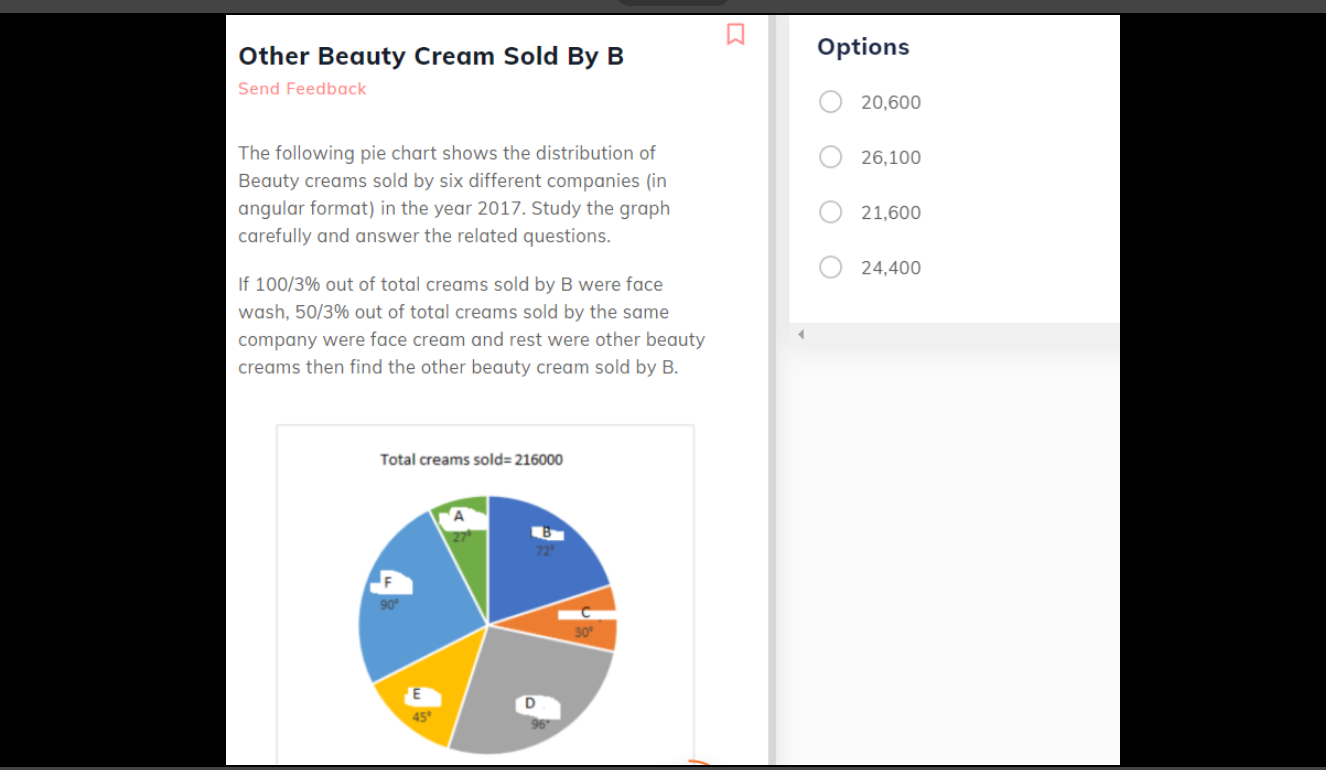 Other Beauty Cream Sold By B
Send Feedback
The following pie chart shows the distribution of
Beauty creams sold by six different companies (in
angular format) in the year 2017. Study the graph
carefully and answer the related questions.
If 100/3% out of total creams sold by B were face
wash, 50/3% out of total creams sold by the same
company were face cream and rest were other beauty
creams then find the other beauty cream sold by B.
Total creams sold= 216000
A
27°
B
72°
C
30°
D
96°
E
45°
F
90°
Options
20,600
26,100
21,600
24,400